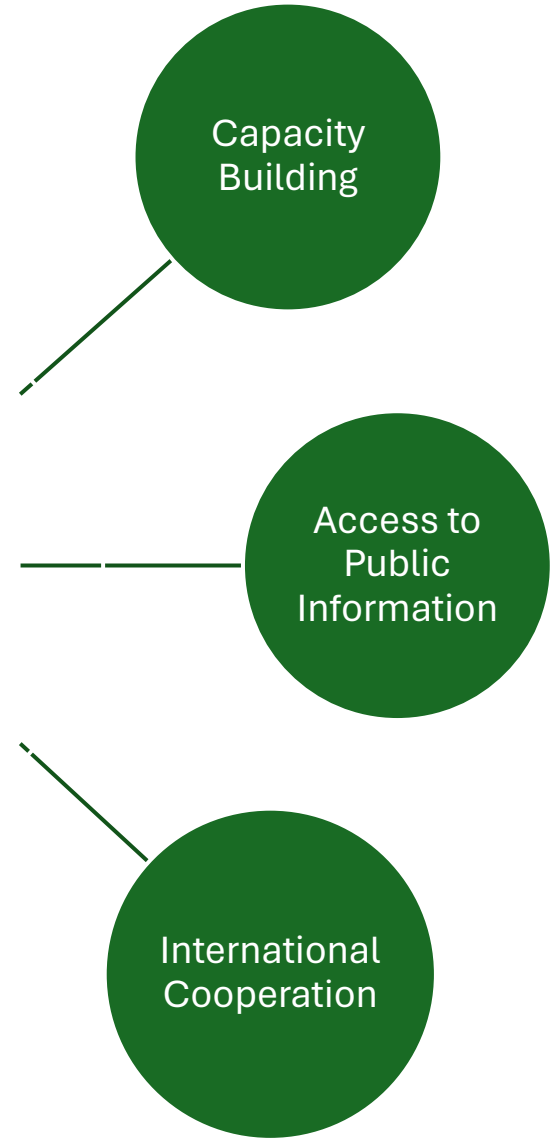 Capacity
Building
Access to
Public
Information
International
Cooperation